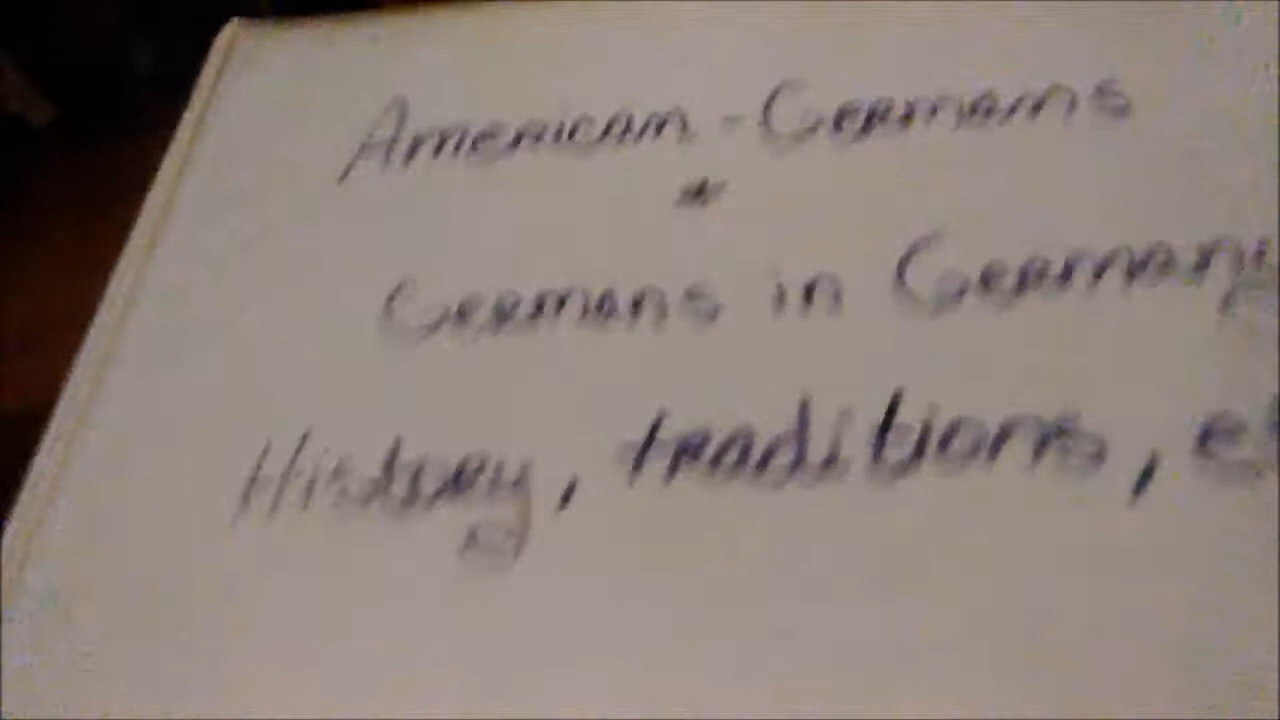 American-Germans
*
Germans in Germany
History, traditions, e